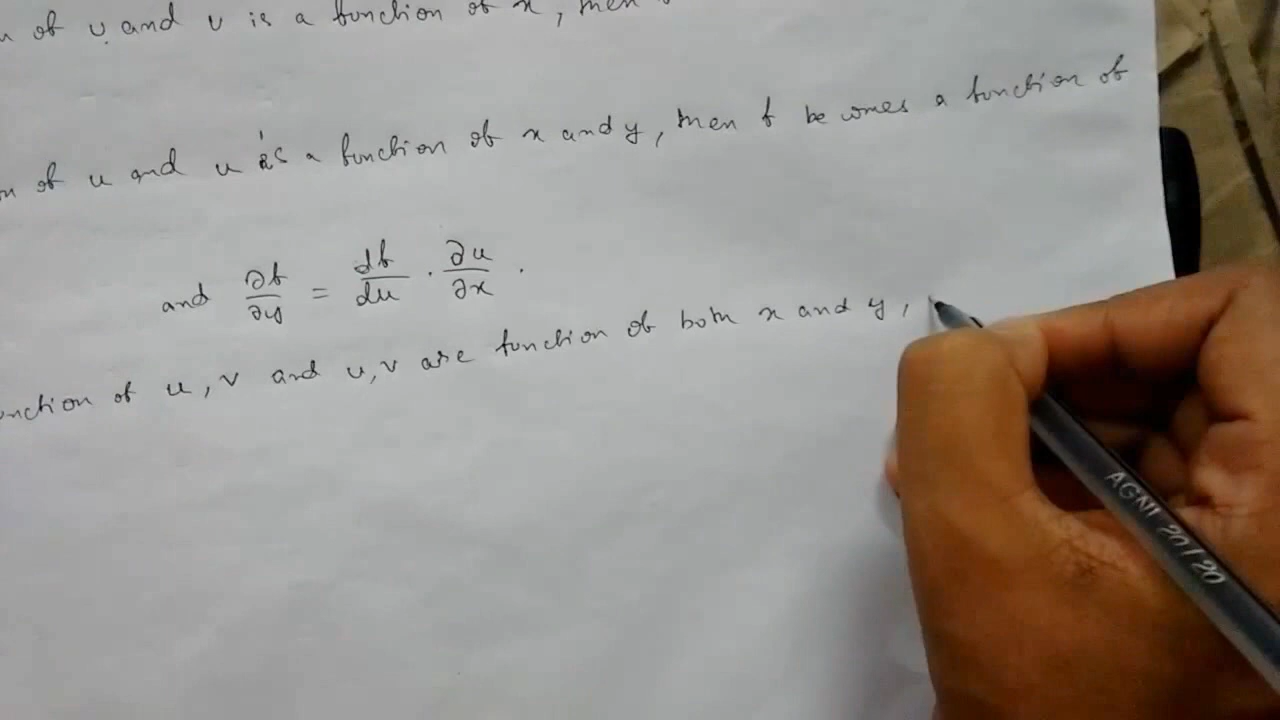 of u and u is a function of x, then
of u and u is a function of x and y, then f becomes a function of
and ∂f/∂y = df/du · ∂u/∂x .
unction of u, v and u, v are function of both x and y,
AGNI 20/20